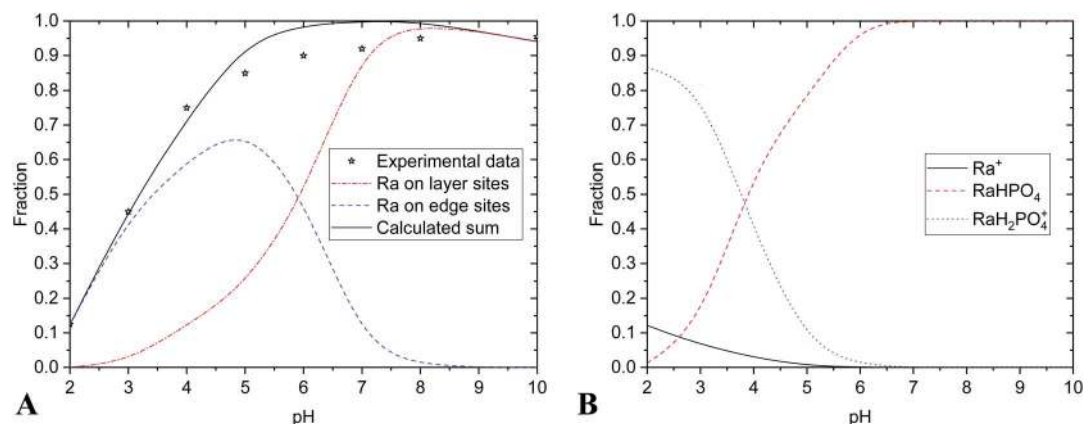 1.0
0.9
0.8
0.7
0.6
0.5
0.4
0.3
0.2
0.1
0.0
Fraction
Experimental data
Ra on layer sites
Ra on edge sites
Calculated sum
2 3 4 5 6 7 8 9 10
pH
A
1.0
0.9
0.8
0.7
0.6
0.5
0.4
0.3
0.2
0.1
0.0
Fraction
Ra⁺
RaHPO₄
RaH₂PO₄⁺
2 3 4 5 6 7 8 9 10
pH
B